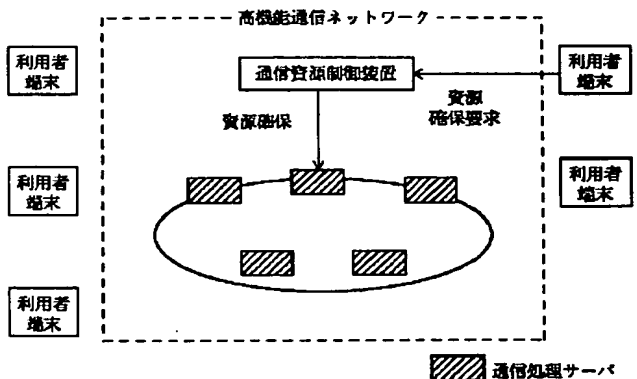 高機能通信ネットワーク
利用者
端末
通信資源制御装置
利用者
端末
資源確保
資源
確保要求
利用者
端末
利用者
端末
利用者
端末
通信処理サーバ